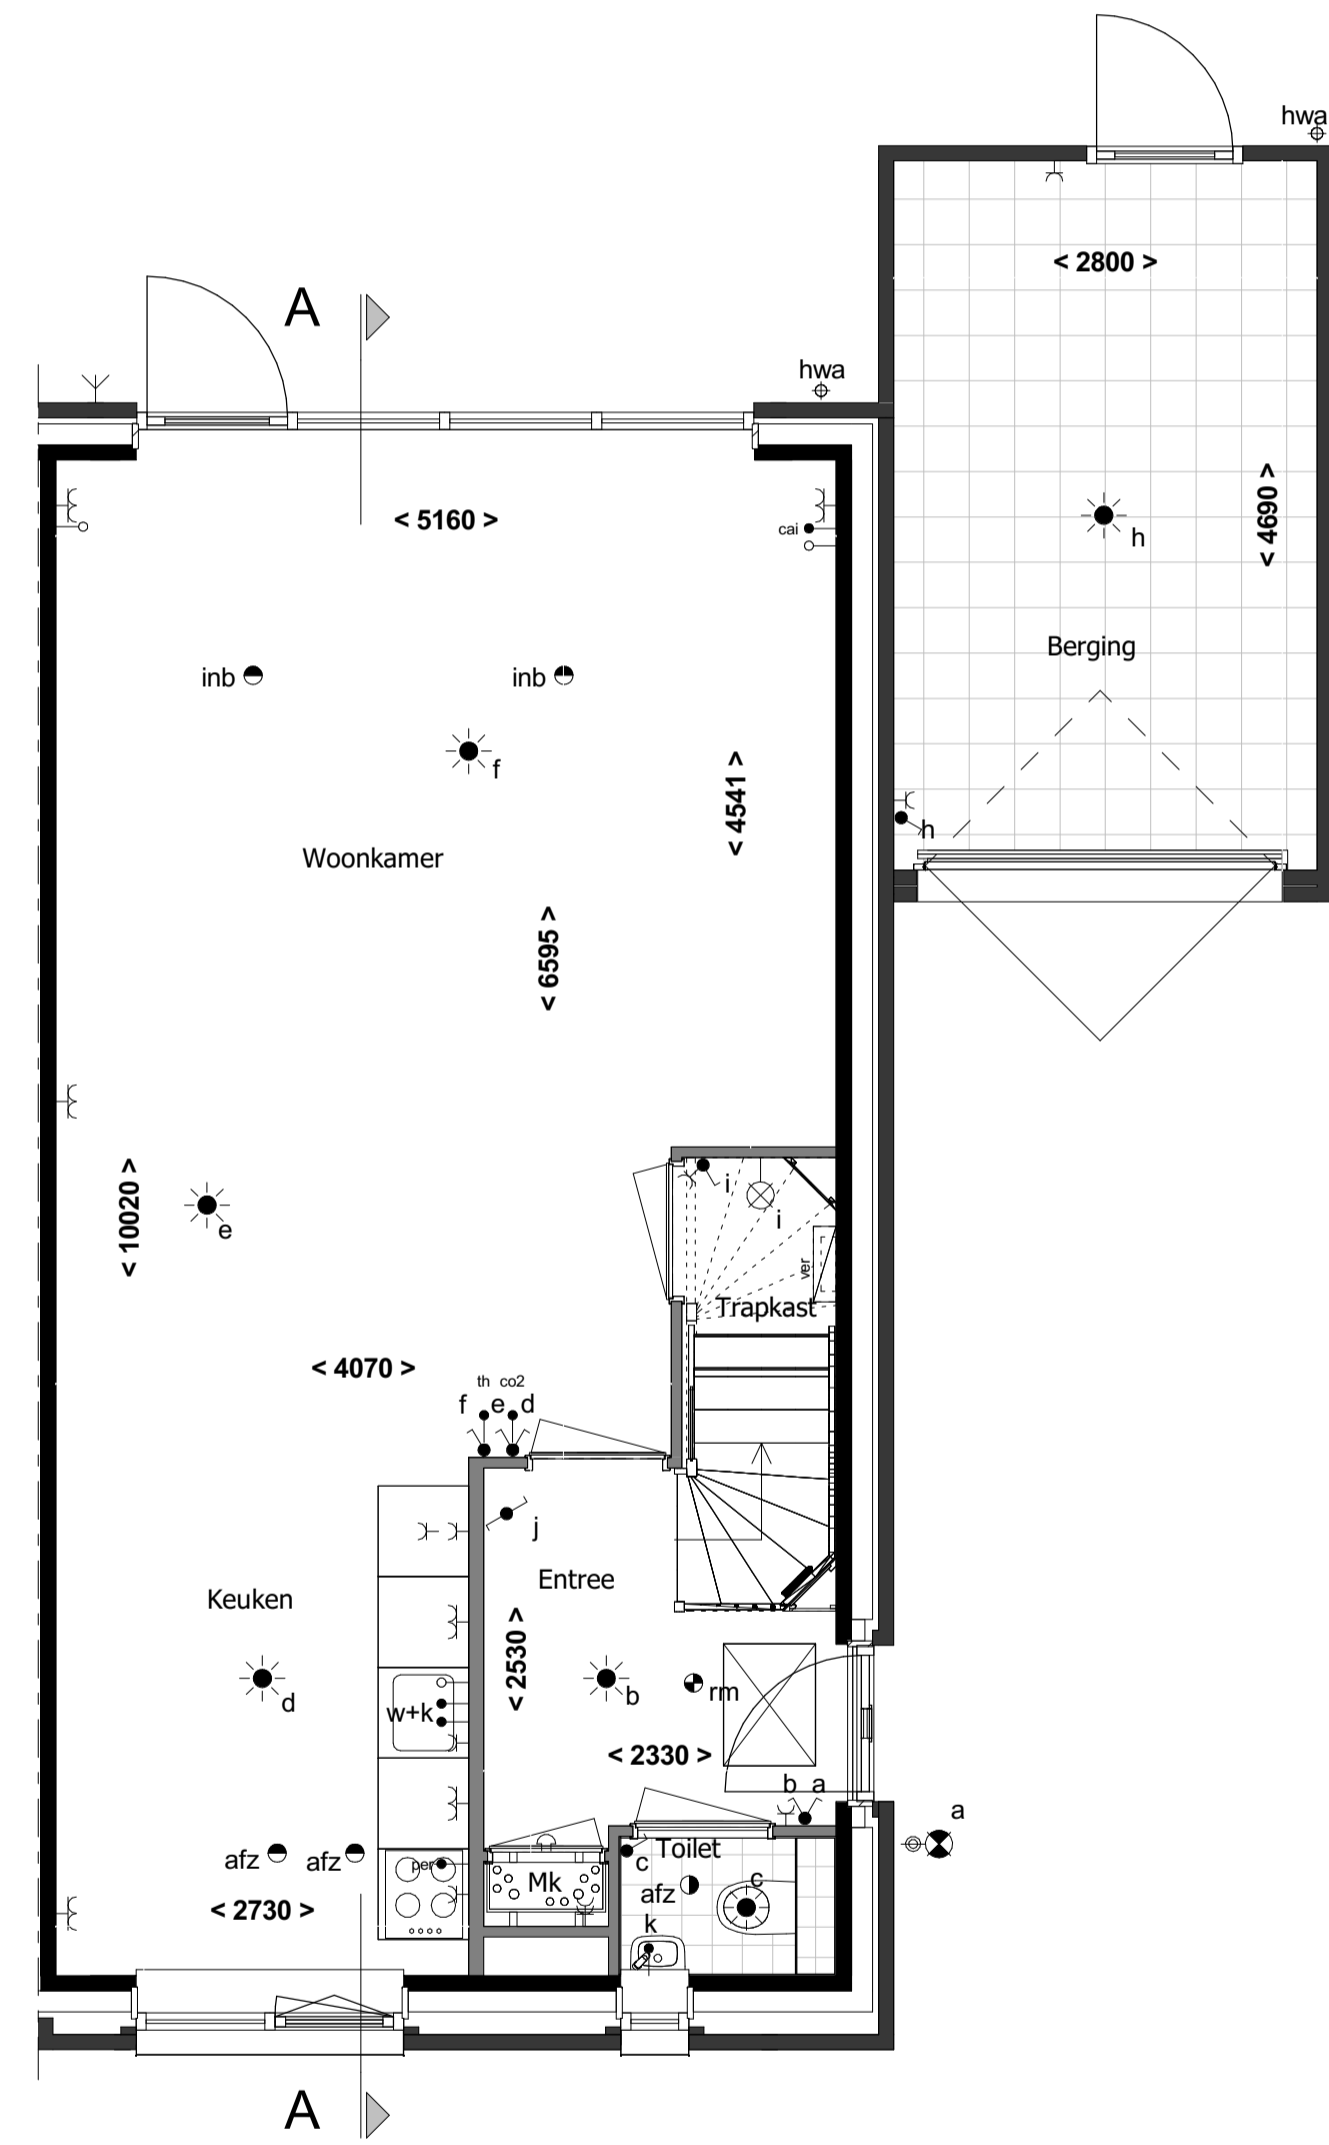 hwa
< 2800 >
A
hwa
< 5160 >
cai
< 4690 >
h
Berging
inb
inb
f
< 4541 >
h
Woonkamer
< 6595 >
i
i
< 10020 >
e
ver
Trapkast
< 4070 >
th co2
f e d
j
Entree
Keuken
< 2530 >
d
w+k
b
rm
< 2330 >
b a
a
afz
afz
per
Toilet
c
Mk
afz
c
< 2730 >
k
A